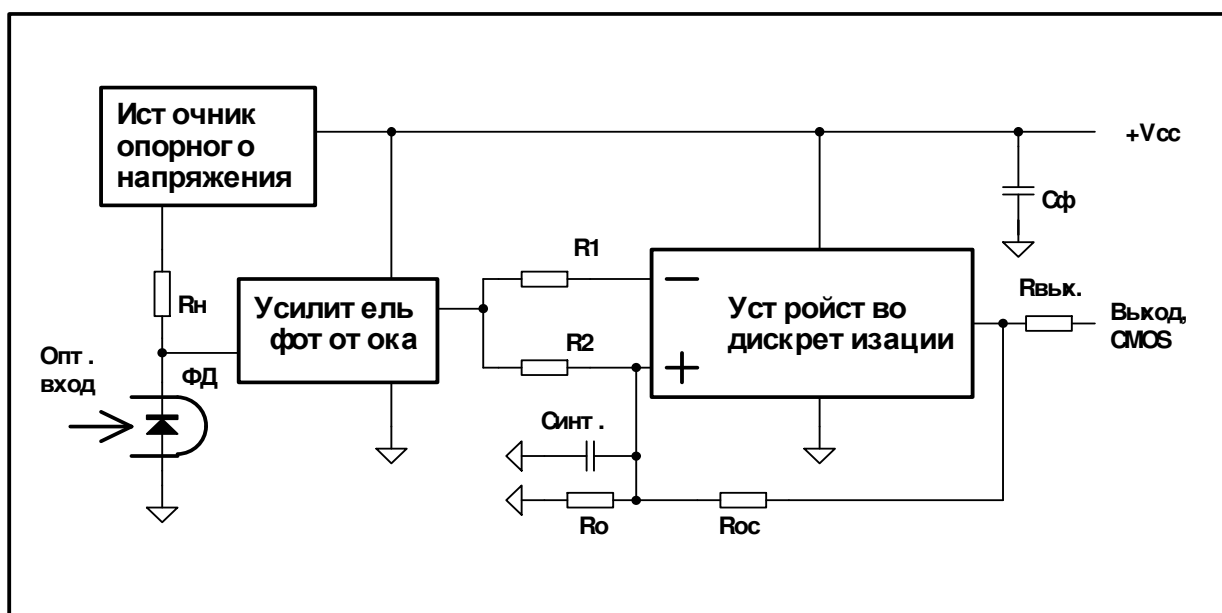 Источник
опорного
напряжения
+Vcc
Cф
R1
Rн
Усилитель
фототока
Устройство
дискретизации
Rвых.
Выход,
CMOS
R2
Опт.
вход
ФД
−
+
Cинт.
Ro
Roc